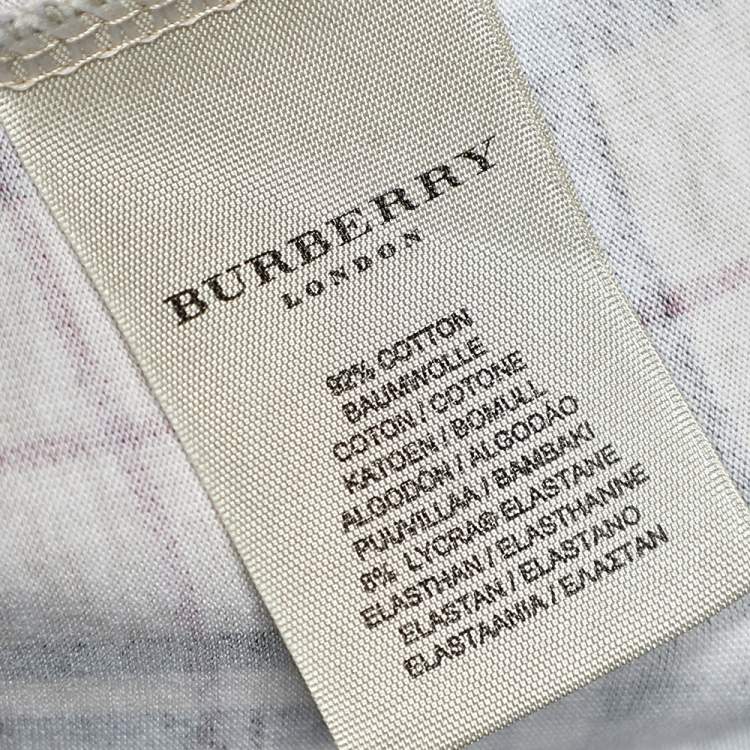 BURBERRY
LONDON
92% COTTON
BAUMWOLLE
COTON / COTONE
KATOEN / BOMULL
ALGODÓN / ALGODÃO
PUUVILLAA / BAMBAKI
8% LYCRA® ELASTANE
ELASTHAN / ELASTHANNE
ELASTAN / ELASTANO
ELASTAANIA / ΕΛΑΣΤΑΝ